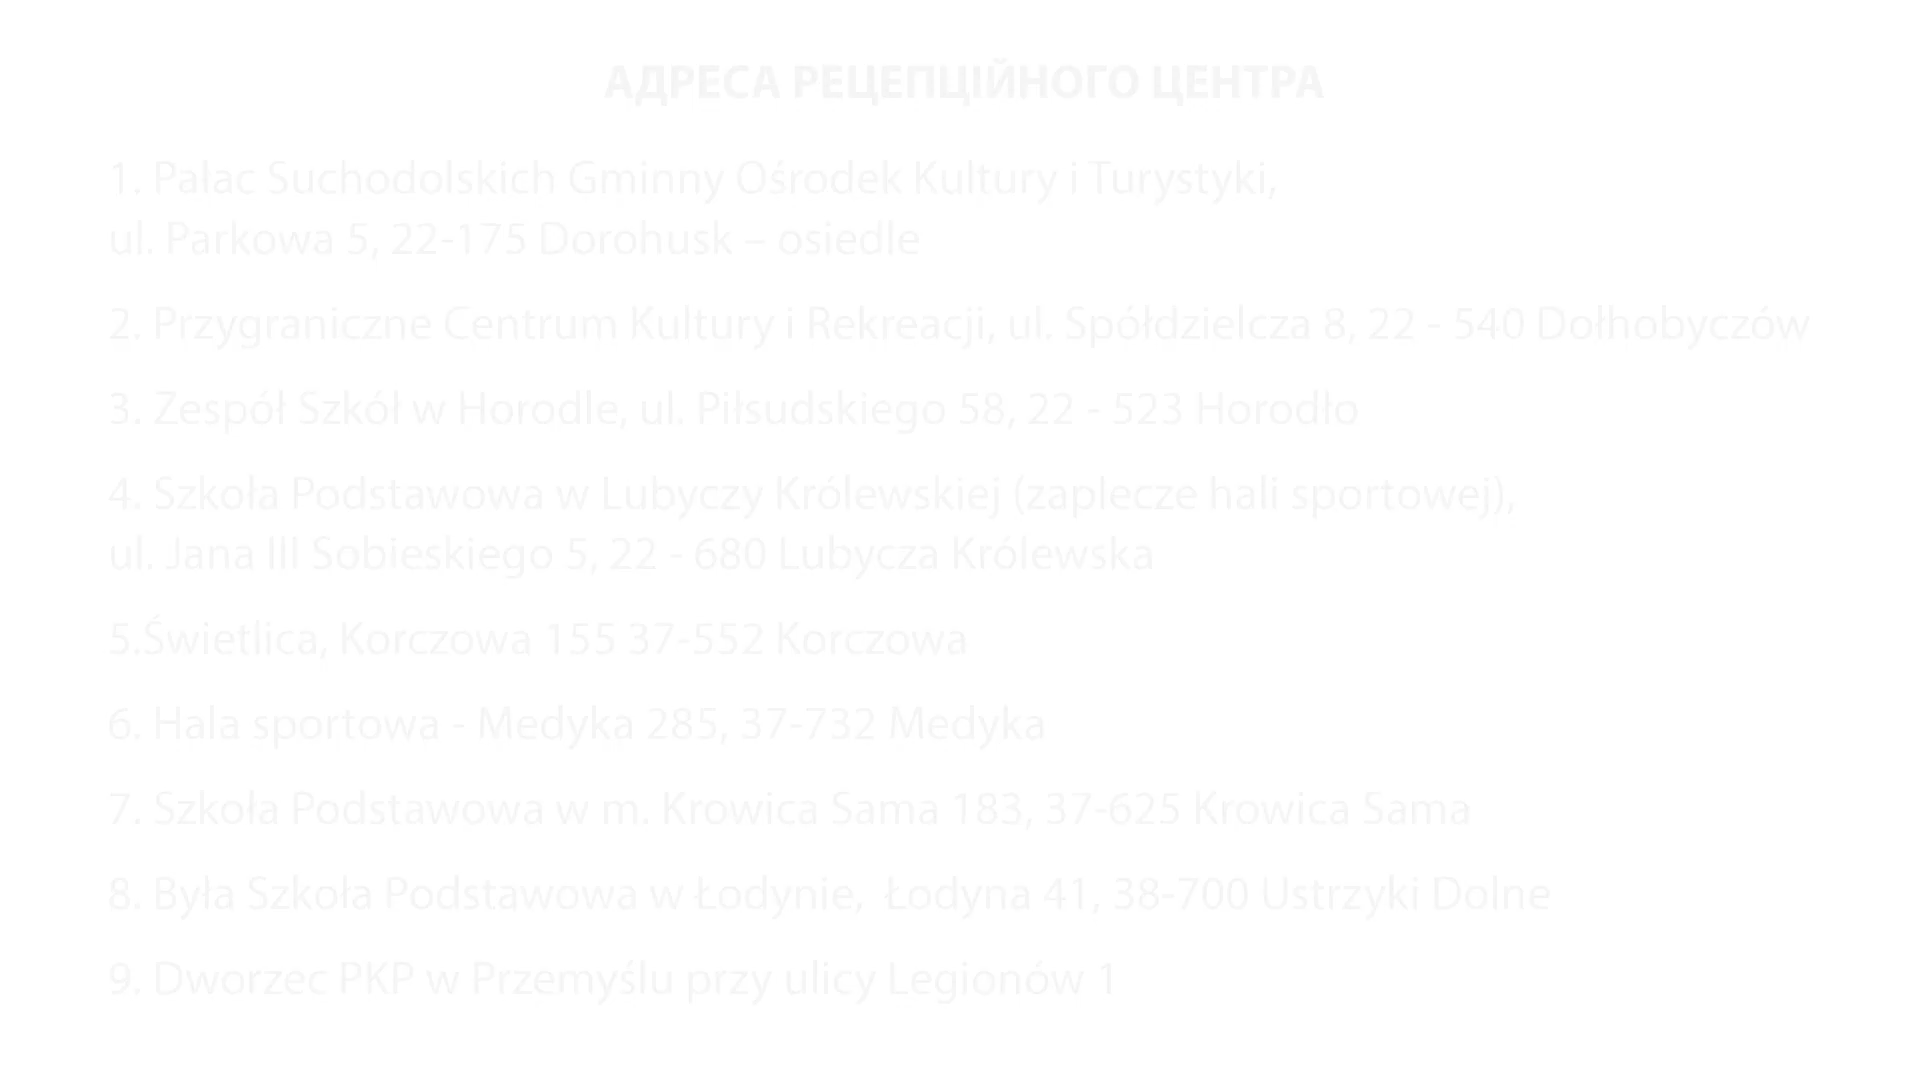 АДРЕСА РЕЦЕПЦІЙНОГО ЦЕНТРА
1. Pałac Suchodolskich Gminny Ośrodek Kultury i Turystyki,
ul. Parkowa 5, 22-175 Dorohusk – osiedle
2. Przygraniczne Centrum Kultury i Rekreacji, ul. Spółdzielcza 8, 22 - 540 Dołhobyczów
3. Zespół Szkół w Horodle, ul. Piłsudskiego 58, 22 - 523 Horodło
4. Szkoła Podstawowa w Lubyczy Królewskiej (zaplecze hali sportowej),
ul. Jana III Sobieskiego 5, 22 - 680 Lubycza Królewska
5.Świetlica, Korczowa 155 37-552 Korczowa
6. Hala sportowa - Medyka 285, 37-732 Medyka
7. Szkoła Podstawowa w m. Krowica Sama 183, 37-625 Krowica Sama
8. Była Szkoła Podstawowa w Łodynie, Łodyna 41, 38-700 Ustrzyki Dolne
9. Dworzec PKP w Przemyślu przy ulicy Legionów 1